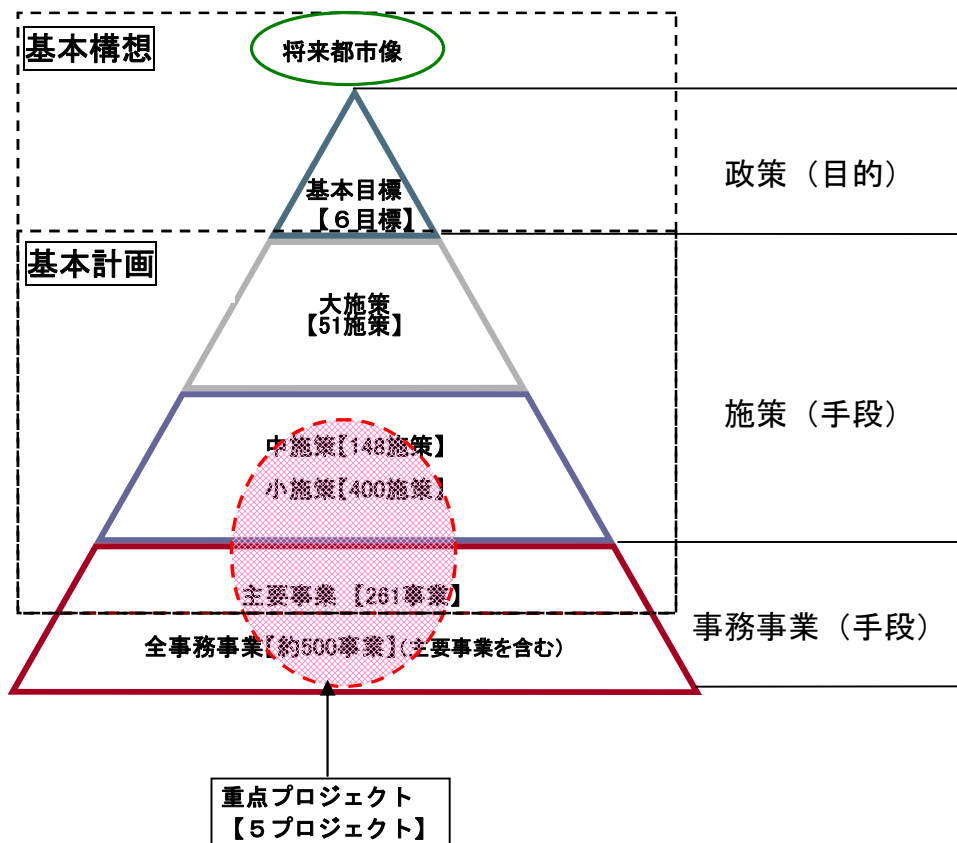 基本構想
将来都市像
政策（目的）
基本目標
【６目標】
基本計画
大施策
【51施策】
施策（手段）
中施策【148施策】
小施策【400施策】
主要事業 【261事業】
事務事業（手段）
全事務事業【約500事業】（主要事業を含む）
重点プロジェクト
【５プロジェクト】